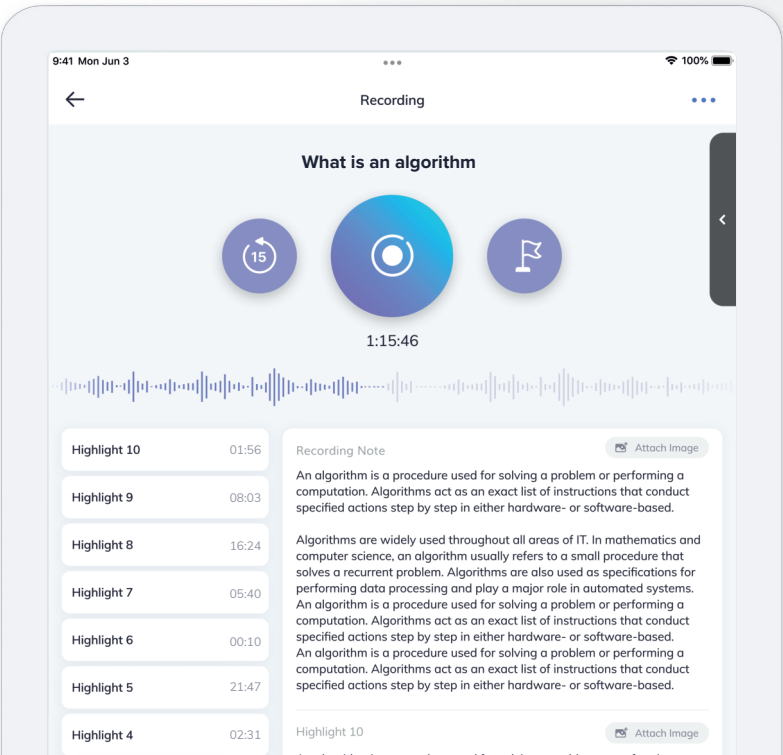 9:41 Mon Jun 3
100%
Recording
What is an algorithm
15
1:15:46
Highlight 10 01:56
Highlight 9 08:03
Highlight 8 16:24
Highlight 7 05:40
Highlight 6 00:10
Highlight 5 21:47
Highlight 4 02:31
Recording Note
Attach Image
An algorithm is a procedure used for solving a problem or performing a
computation. Algorithms act as an exact list of instructions that conduct
specified actions step by step in either hardware- or software-based.
Algorithms are widely used throughout all areas of IT. In mathematics and
computer science, an algorithm usually refers to a small procedure that
solves a recurrent problem. Algorithms are also used as specifications for
performing data processing and play a major role in automated systems.
An algorithm is a procedure used for solving a problem or performing a
computation. Algorithms act as an exact list of instructions that conduct
specified actions step by step in either hardware- or software-based.
An algorithm is a procedure used for solving a problem or performing a
computation. Algorithms act as an exact list of instructions that conduct
specified actions step by step in either hardware- or software-based.
Highlight 10
Attach Image